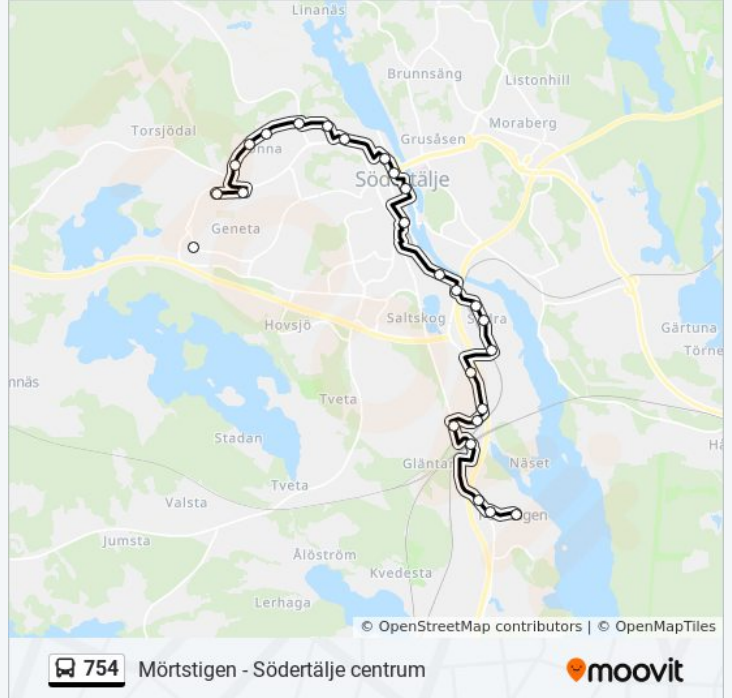 Linanäs
Brunnsäng
Listonhill
Moraberg
Torsjödal
Grusåsen
Södertälje
Geneta
Saltskog
Hovsjö
Gärtuna
Törne
nnäs
Tveta
Stadan
Gläntan
Näset
Tveta
Valsta
Jumsta
Ålöström
Kvedesta
Lerhaga
© OpenStreetMap contributors | © OpenMapTiles
754 Mörtstigen - Södertälje centrum moovit